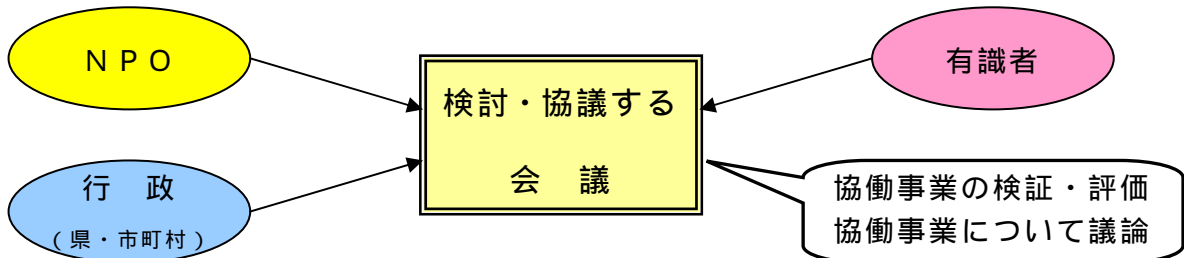 ＮＰＯ
有識者
検討・協議する
会　議
行　政
（県・市町村）
協働事業の検証・評価
協働事業について議論